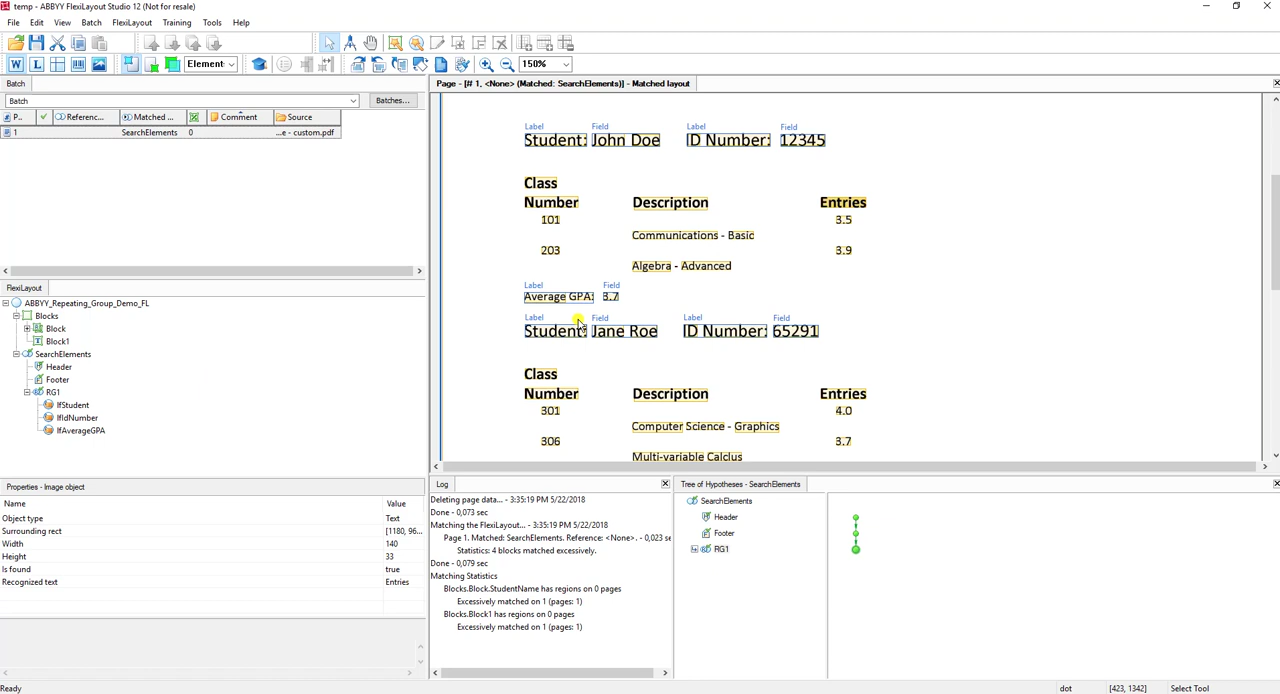 temp - ABBYY FlexiLayout Studio 12 (Not for resale)
File Edit View Batch FlexiLayout Training Tools Help
W L Element 150%
Batch
Page - [# 1, <None> (Matched: SearchElements)] - Matched layout
Batch Batches...
P.. Referenc... Matched ... Comment Source
1 SearchElements 0 ...e - custom.pdf
FlexiLayout
ABBYY_Repeating_Group_Demo_FL
Blocks
Block
Block1
SearchElements
Header
Footer
RG1
lfStudent
lfIdNumber
lfAverageGPA
Label Field Label Field
Student: John Doe ID Number: 12345
Class
Number Description Entries
101 3.5
Communications - Basic
203 3.9
Algebra - Advanced
Label Field
Average GPA: 3.7
Label Field Label Field
Student: Jane Roe ID Number: 65291
Class
Number Description Entries
301 4.0
Computer Science - Graphics
306 3.7
Multi-variable Calclus
Properties - Image object
Name Value
Object type Text
Surrounding rect [1180, 96...
Width 140
Height 33
Is found true
Recognized text Entries
Log
Deleting page data... - 3:35:19 PM 5/22/2018
Done - 0,073 sec
Matching the FlexiLayout... - 3:35:19 PM 5/22/2018
Page 1. Matched: SearchElements. Reference: <None>. - 0,023 se
Statistics: 4 blocks matched excessively.
Done - 0,079 sec
Matching Statistics
Blocks.Block.StudentName has regions on 0 pages
Excessively matched on 1 (pages: 1)
Blocks.Block1 has regions on 0 pages
Excessively matched on 1 (pages: 1)
Tree of Hypotheses - SearchElements
SearchElements
Header
Footer
RG1
Ready dot [423, 1342] Select Tool